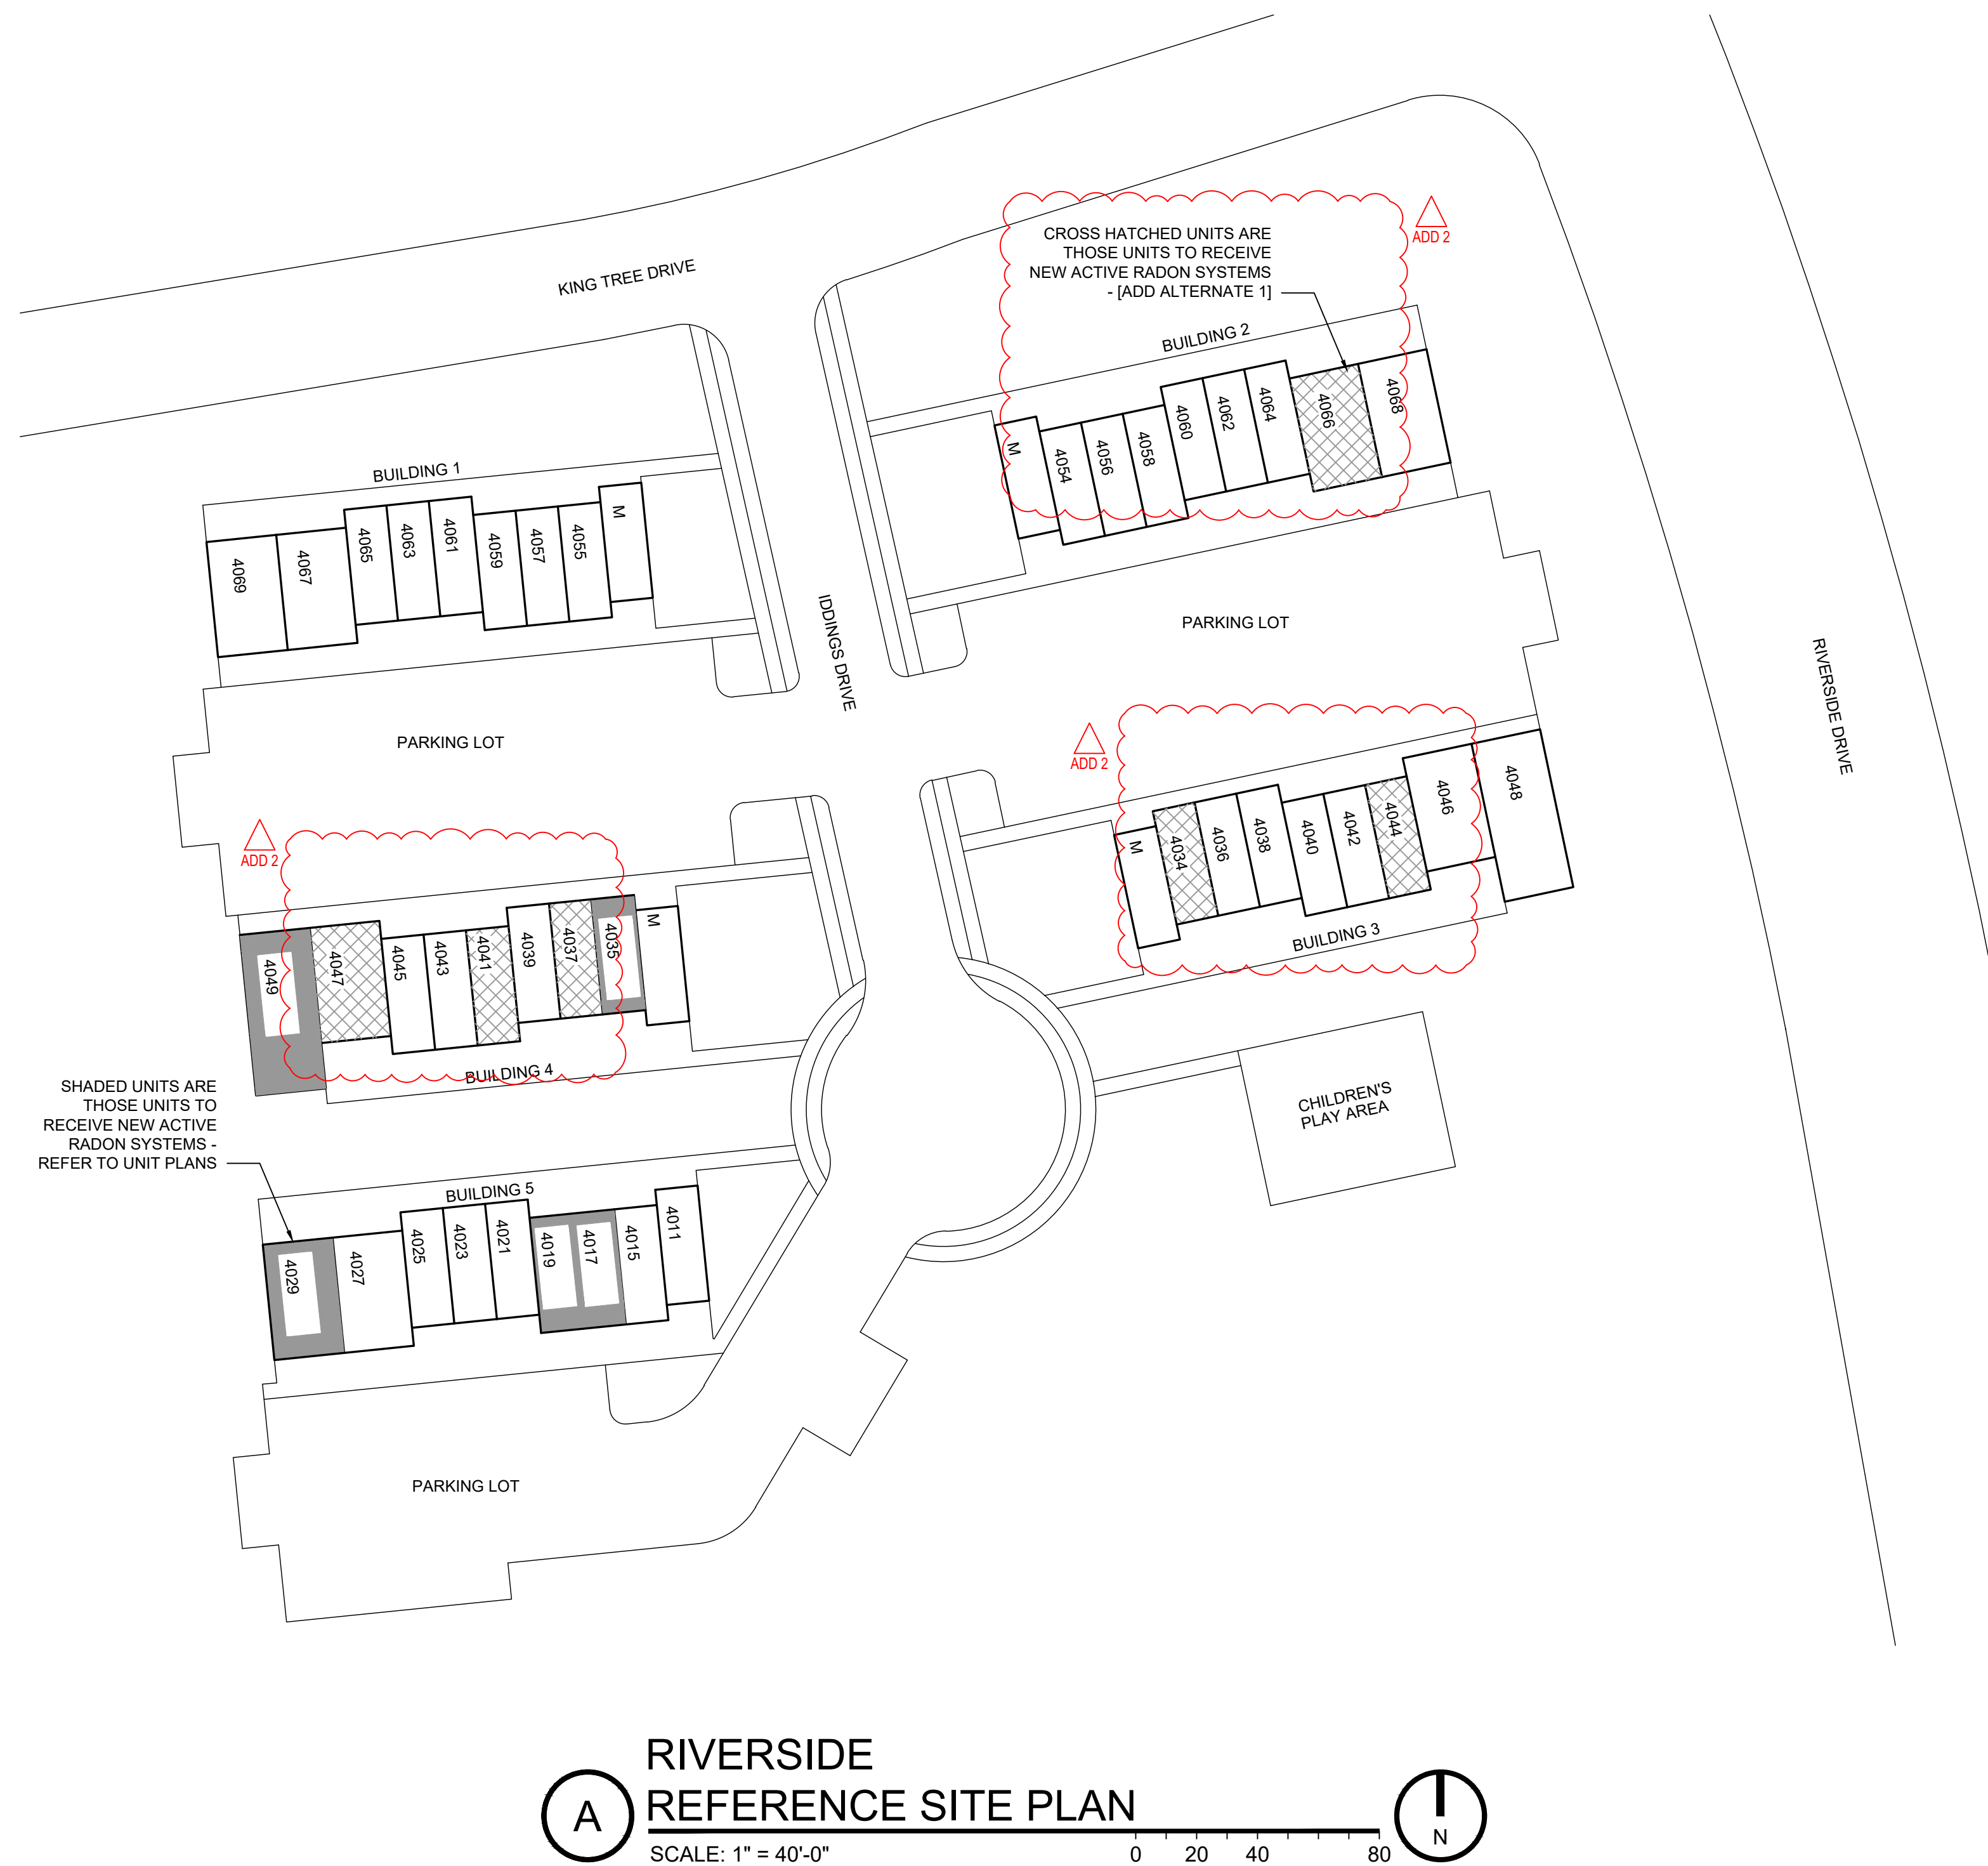 KING TREE DRIVE
CROSS HATCHED UNITS ARE
THOSE UNITS TO RECEIVE
NEW ACTIVE RADON SYSTEMS
- [ADD ALTERNATE 1]
ADD 2
BUILDING 2
M
4054
4056
4058
4060
4062
4064
4066
4068
BUILDING 1
4069
4067
4065
4063
4061
4059
4057
4055
M
IDDINGS DRIVE
PARKING LOT
RIVERSIDE DRIVE
PARKING LOT
ADD 2
M
4034
4036
4038
4040
4042
4044
4046
4048
BUILDING 3
ADD 2
4049
4047
4045
4043
4041
4039
4037
4035
M
BUILDING 4
SHADED UNITS ARE
THOSE UNITS TO
RECEIVE NEW ACTIVE
RADON SYSTEMS -
REFER TO UNIT PLANS
CHILDREN'S
PLAY AREA
BUILDING 5
4029
4027
4025
4023
4021
4019
4017
4015
4011
PARKING LOT
A
RIVERSIDE
REFERENCE SITE PLAN
SCALE: 1" = 40'-0"
0 20 40 80
N